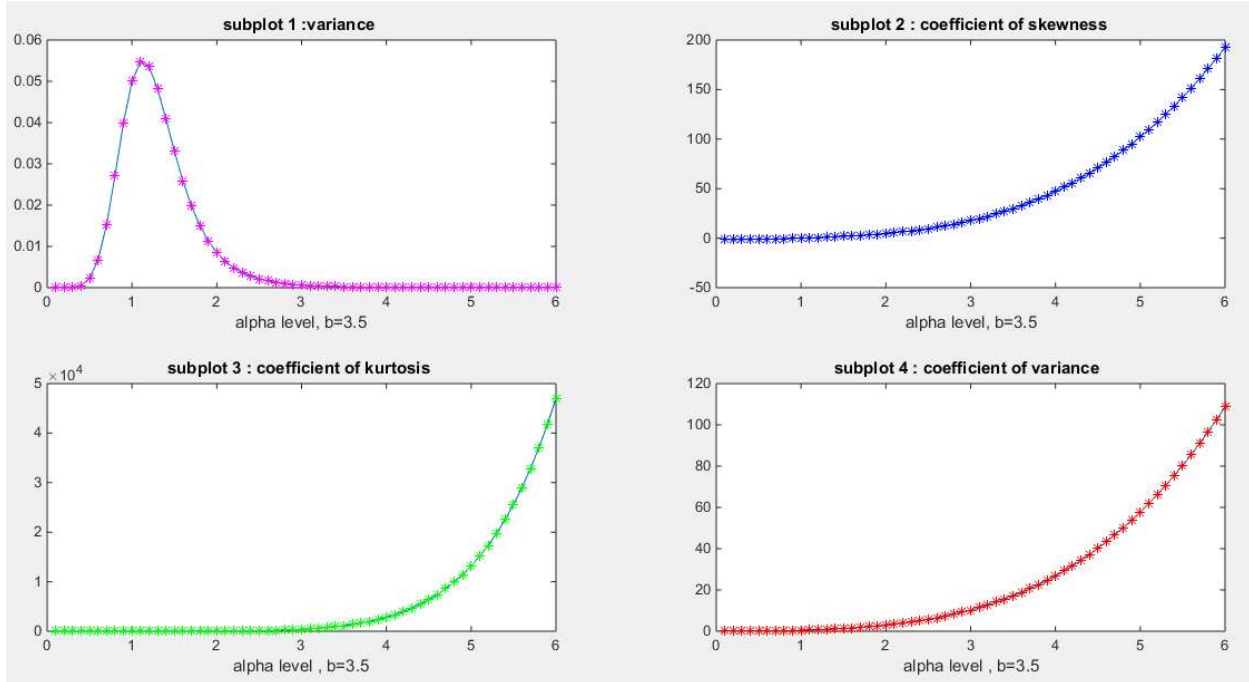 subplot 1 :variance
0.06
0.05
0.04
0.03
0.02
0.01
0
0 1 2 3 4 5 6
alpha level, b=3.5
subplot 2 : coefficient of skewness
200
150
100
50
0
-50
0 1 2 3 4 5 6
alpha level, b=3.5
subplot 3 : coefficient of kurtosis
×10^4
5
4
3
2
1
0
0 1 2 3 4 5 6
alpha level , b=3.5
subplot 4 : coefficient of variance
120
100
80
60
40
20
0
0 1 2 3 4 5 6
alpha level , b=3.5